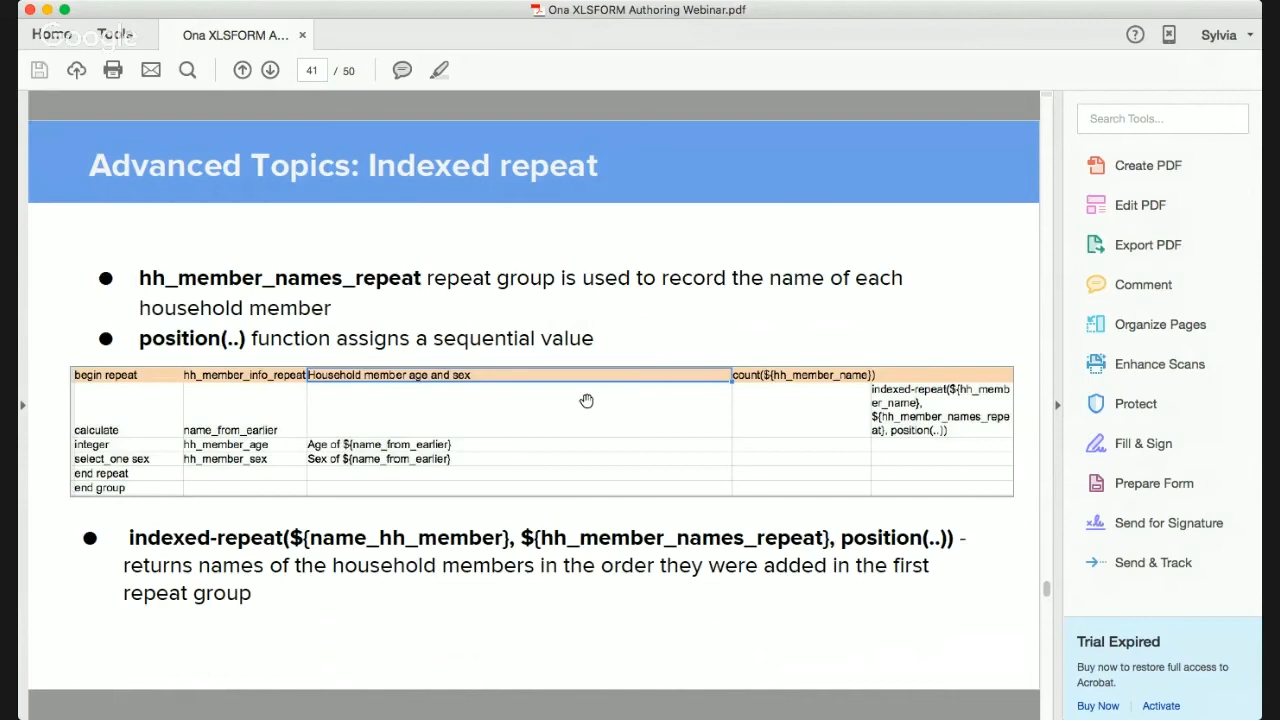 Ona XLSFORM Authoring Webinar.pdf
Home Tools Ona XLSFORM A... × Sylvia
Google
41 / 50
Search Tools...
Advanced Topics: Indexed repeat
● hh_member_names_repeat repeat group is used to record the name of each
household member
● position(..) function assigns a sequential value
begin repeat hh_member_info_repeat Household member age and sex count(${hh_member_name})
indexed-repeat(${hh_memb
er_name},
${hh_member_names_repe
at}, position(..))
calculate name_from_earlier
integer hh_member_age Age of ${name_from_earlier}
select_one sex hh_member_sex Sex of ${name_from_earlier}
end repeat
end group
● indexed-repeat(${name_hh_member}, ${hh_member_names_repeat}, position(..)) -
returns names of the household members in the order they were added in the first
repeat group
Create PDF
Edit PDF
Export PDF
Comment
Organize Pages
Enhance Scans
Protect
Fill & Sign
Prepare Form
Send for Signature
Send & Track
Trial Expired
Buy now to restore full access to
Acrobat.
Buy Now Activate